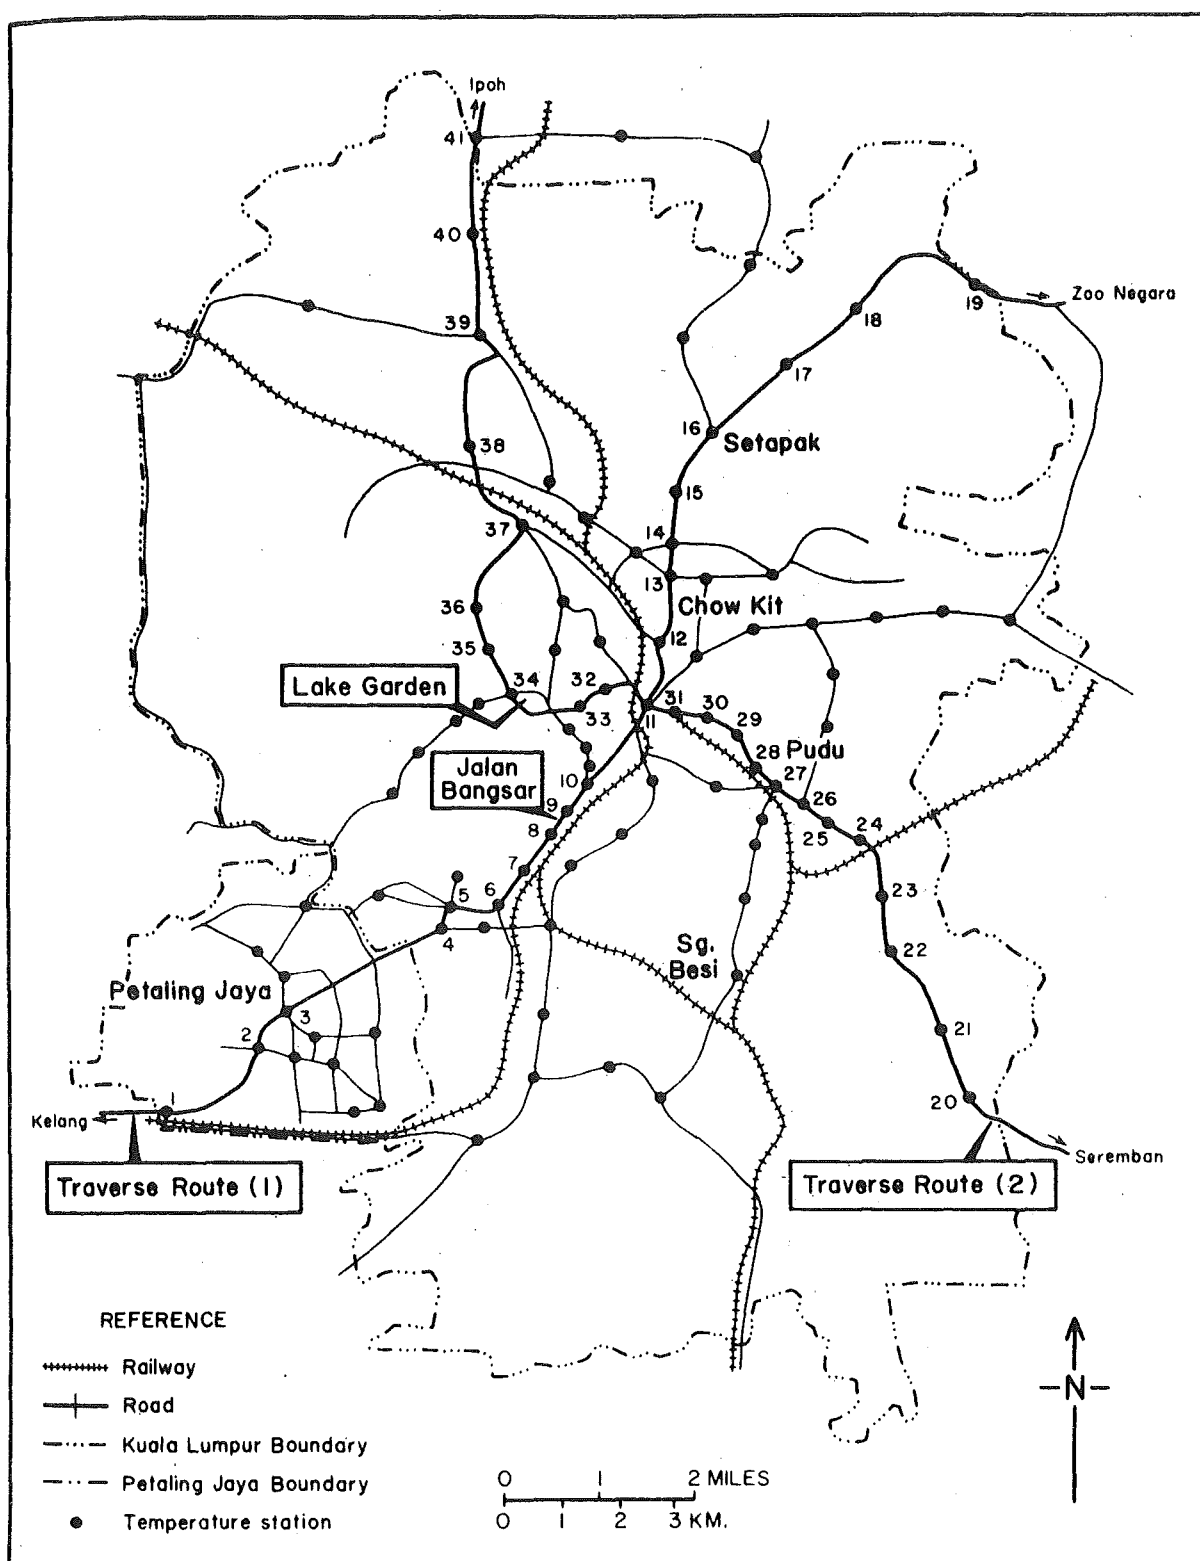 Ipoh
41
40
39
19
Zoo Negara
18
17
16
Setapak
38
15
37
14
13
Chow Kit
36
12
35
Lake Garden
34
32
33
11
31
30
29
28
Pudu
27
26
25
24
Jalan
Bangsar
10
9
8
7
6
5
4
23
22
Sg.
Besi
Petaling Jaya
3
2
21
20
1
Kelang
Seremban
Traverse Route (1)
Traverse Route (2)
REFERENCE
Railway
Road
Kuala Lumpur Boundary
Petaling Jaya Boundary
Temperature station
N
0 1 2 MILES
0 1 2 3 KM.